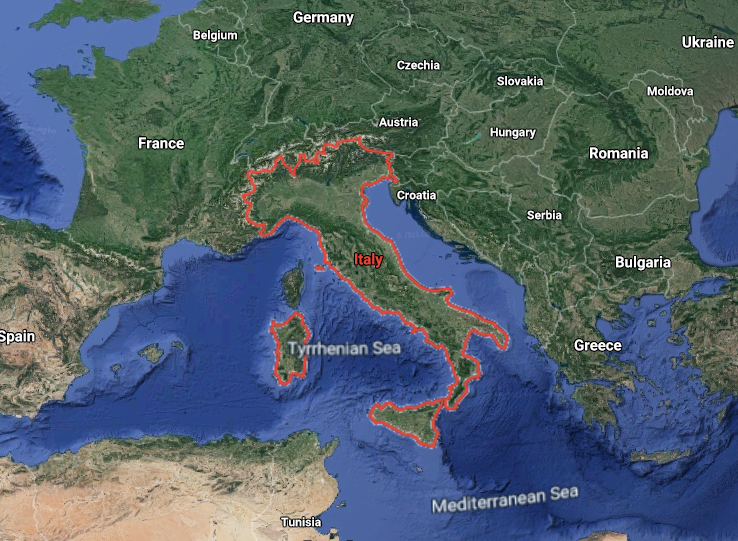 Germany
Belgium
Ukraine
Czechia
Slovakia
Moldova
Austria
France
Hungary
Romania
Croatia
Serbia
Italy
Bulgaria
Spain
Tyrrhenian Sea
Greece
Mediterranean Sea
Tunisia